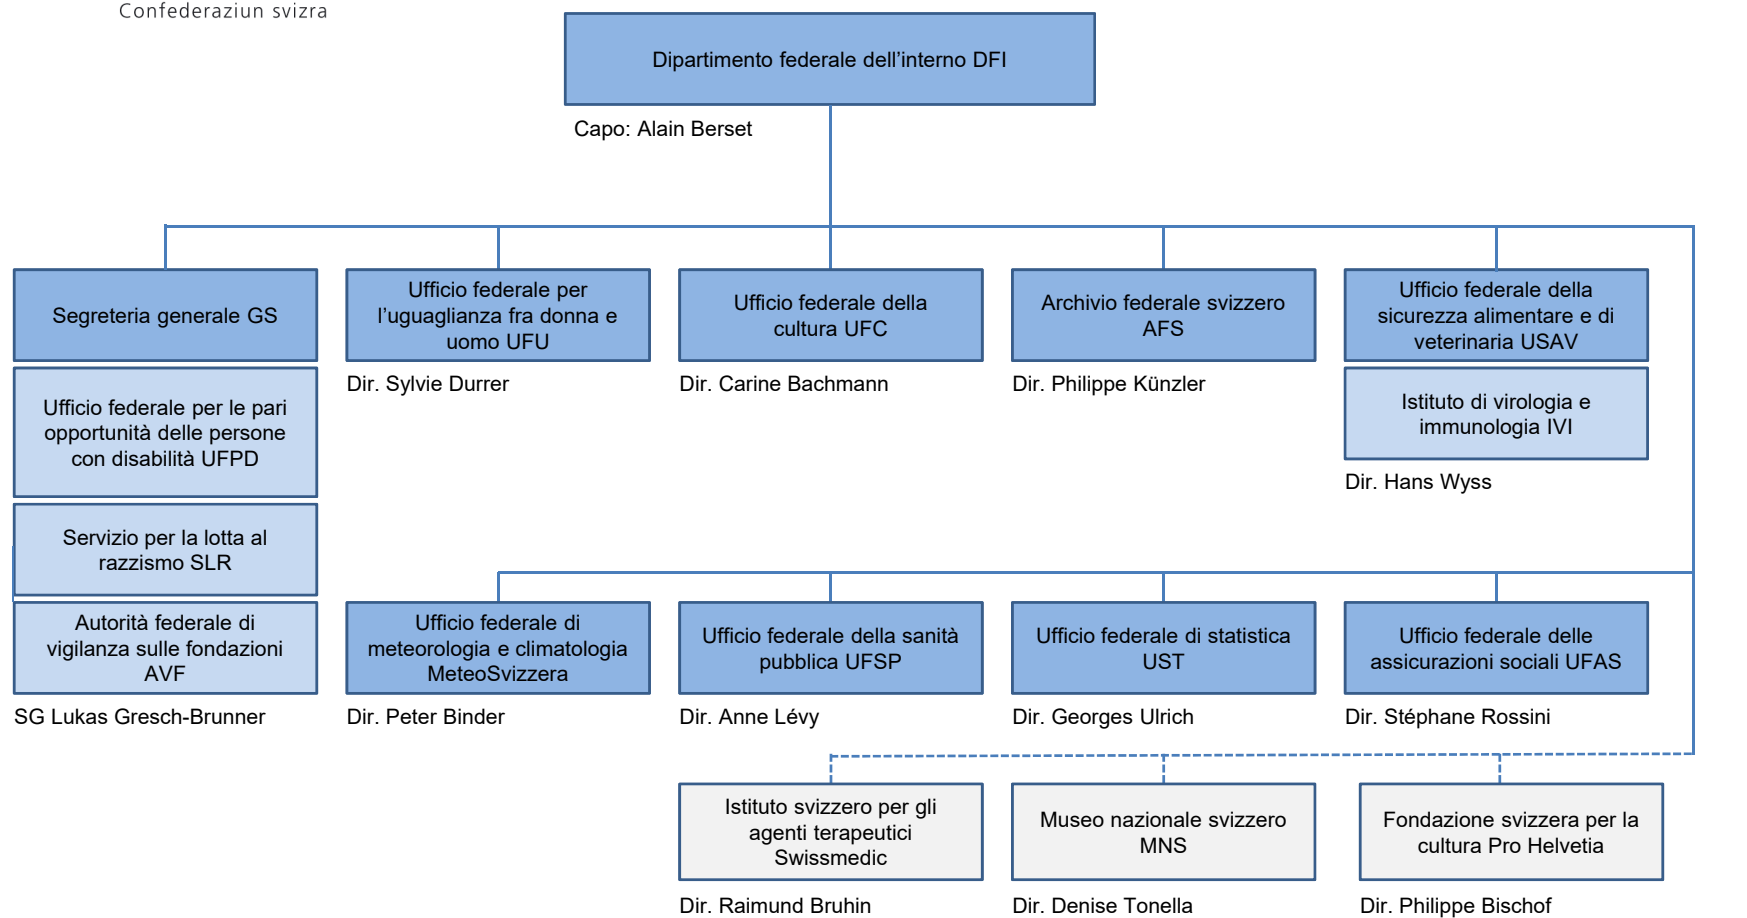 Confederaziun svizra
Dipartimento federale dell'interno DFI
Capo: Alain Berset
Segreteria generale GS
Ufficio federale per le pari
opportunità delle persone
con disabilità UFPD
Servizio per la lotta al
razzismo SLR
Autorità federale di
vigilanza sulle fondazioni
AVF
SG Lukas Gresch-Brunner
Ufficio federale per
l'uguaglianza fra donna e
uomo UFU
Dir. Sylvie Durrer
Ufficio federale della
cultura UFC
Dir. Carine Bachmann
Archivio federale svizzero
AFS
Dir. Philippe Künzler
Ufficio federale della
sicurezza alimentare e di
veterinaria USAV
Istituto di virologia e
immunologia IVI
Dir. Hans Wyss
Ufficio federale di
meteorologia e climatologia
MeteoSvizzera
Dir. Peter Binder
Ufficio federale della sanità
pubblica UFSP
Dir. Anne Lévy
Ufficio federale di statistica
UST
Dir. Georges Ulrich
Ufficio federale delle
assicurazioni sociali UFAS
Dir. Stéphane Rossini
Istituto svizzero per gli
agenti terapeutici
Swissmedic
Dir. Raimund Bruhin
Museo nazionale svizzero
MNS
Dir. Denise Tonella
Fondazione svizzera per la
cultura Pro Helvetia
Dir. Philippe Bischof